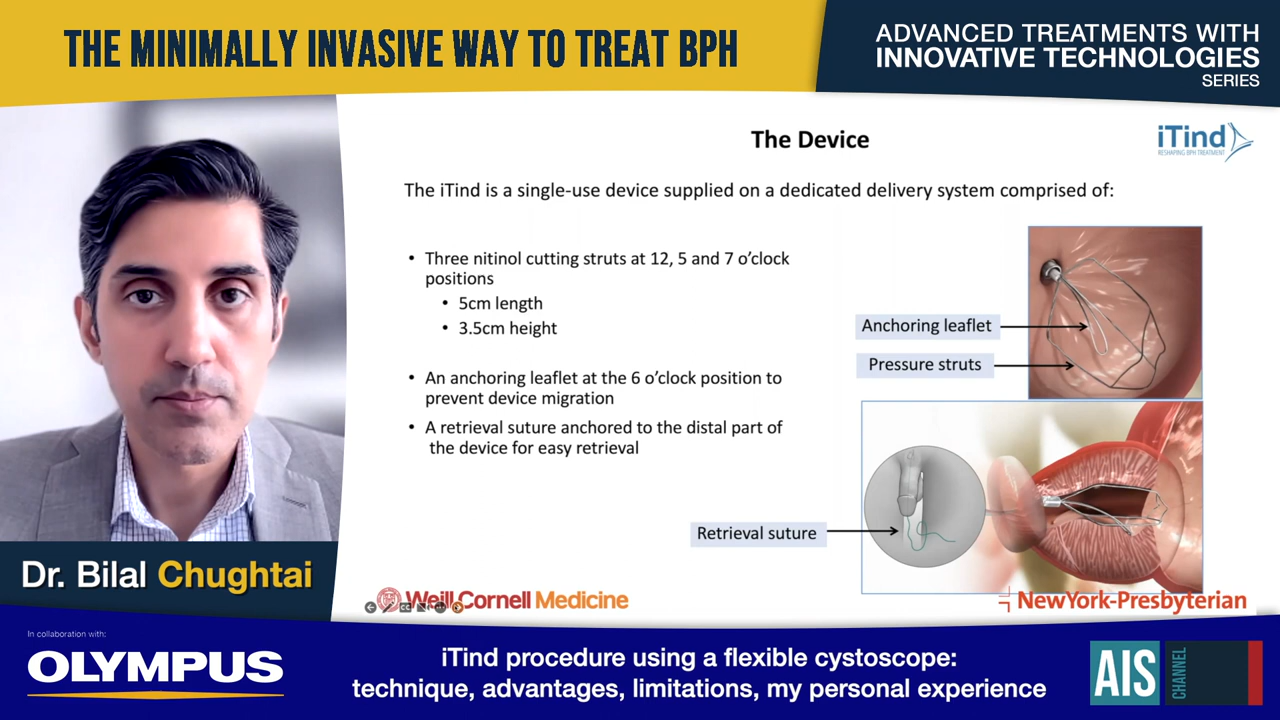 THE MINIMALLY INVASIVE WAY TO TREAT BPH
ADVANCED TREATMENTS WITH
INNOVATIVE TECHNOLOGIES
SERIES
The Device
iTind
RESHAPING BPH TREATMENT
The iTind is a single-use device supplied on a dedicated delivery system comprised of:
• Three nitinol cutting struts at 12, 5 and 7 o’clock
positions
• 5cm length
• 3.5cm height
• An anchoring leaflet at the 6 o’clock position to
prevent device migration
• A retrieval suture anchored to the distal part of
the device for easy retrieval
Anchoring leaflet
Pressure struts
Retrieval suture
Dr. Bilal Chughtai
Weill Cornell Medicine
NewYork-Presbyterian
In collaboration with:
OLYMPUS
iTind procedure using a flexible cystoscope:
technique, advantages, limitations, my personal experience
AIS
CHANNEL